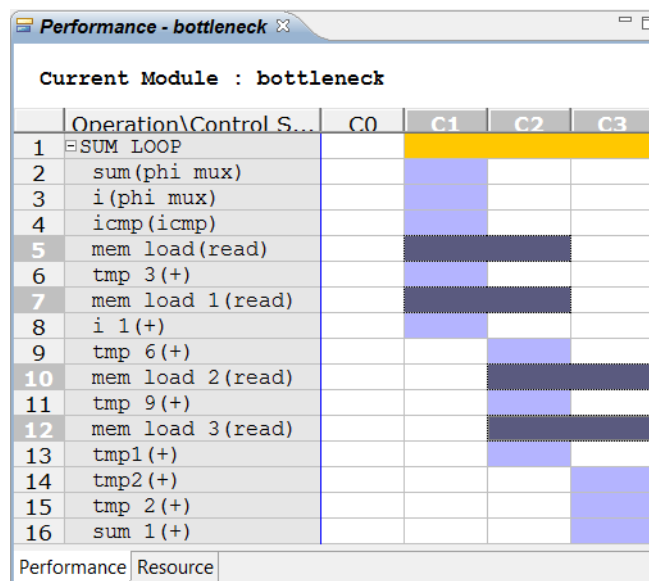 Performance - bottleneck
Current Module : bottleneck
Operation\Control S... C0 C1 C2 C3
1 SUM LOOP
2 sum(phi mux)
3 i(phi mux)
4 icmp(icmp)
5 mem load(read)
6 tmp 3(+)
7 mem load 1(read)
8 i 1(+)
9 tmp 6(+)
10 mem load 2(read)
11 tmp 9(+)
12 mem load 3(read)
13 tmp1(+)
14 tmp2(+)
15 tmp 2(+)
16 sum 1(+)
Performance Resource